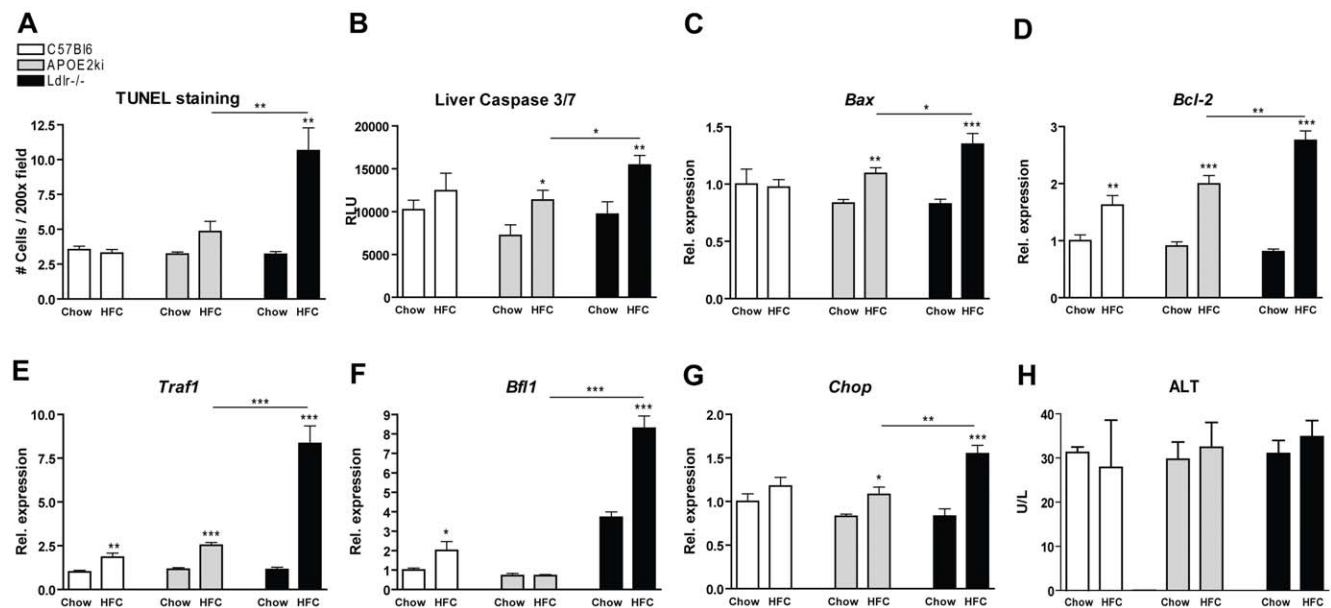 A
C57Bl6
APOE2ki
Ldlr-/-
TUNEL staining
**
**
# Cells / 200x field
12.5
10.0
7.5
5.0
2.5
0.0
Chow HFC Chow HFC Chow HFC
B
Liver Caspase 3/7
*
*
**
RLU
20000
15000
10000
5000
0
Chow HFC Chow HFC Chow HFC
C
Bax
*
**
***
Rel. expression
1.5
1.0
0.5
0.0
Chow HFC Chow HFC Chow HFC
D
Bcl-2
**
**
***
***
Rel. expression
3
2
1
0
Chow HFC Chow HFC Chow HFC
E
Traf1
***
**
***
***
Rel. expression
10.0
7.5
5.0
2.5
0.0
Chow HFC Chow HFC Chow HFC
F
Bfl1
***
*
***
Rel. expression
9
8
7
6
5
4
3
2
1
0
Chow HFC Chow HFC Chow HFC
G
Chop
**
*
***
Rel. expression
2.0
1.5
1.0
0.5
0.0
Chow HFC Chow HFC Chow HFC
H
ALT
U/L
40
30
20
10
0
Chow HFC Chow HFC Chow HFC